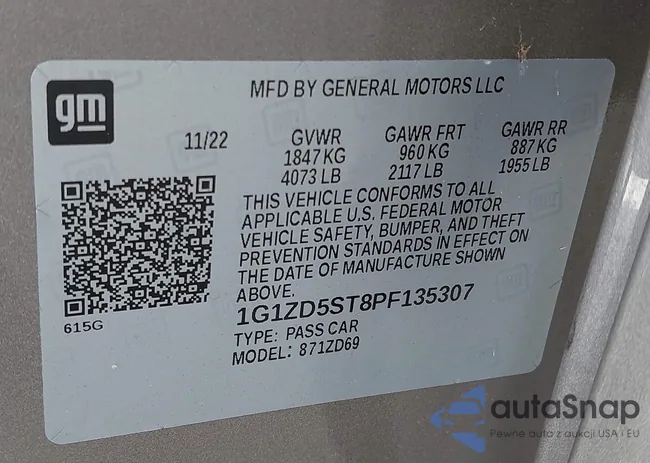 gm
MFD BY GENERAL MOTORS LLC
11/22 GVWR GAWR FRT GAWR RR
1847 KG 960 KG 887 KG
4073 LB 2117 LB 1955 LB
THIS VEHICLE CONFORMS TO ALL
APPLICABLE U.S. FEDERAL MOTOR
VEHICLE SAFETY, BUMPER, AND THEFT
PREVENTION STANDARDS IN EFFECT ON
THE DATE OF MANUFACTURE SHOWN
ABOVE.
615G
1G1ZD5ST8PF135307
TYPE: PASS CAR
MODEL: 871ZD69
autaSnap
Pewne auta z aukcji USA i EU